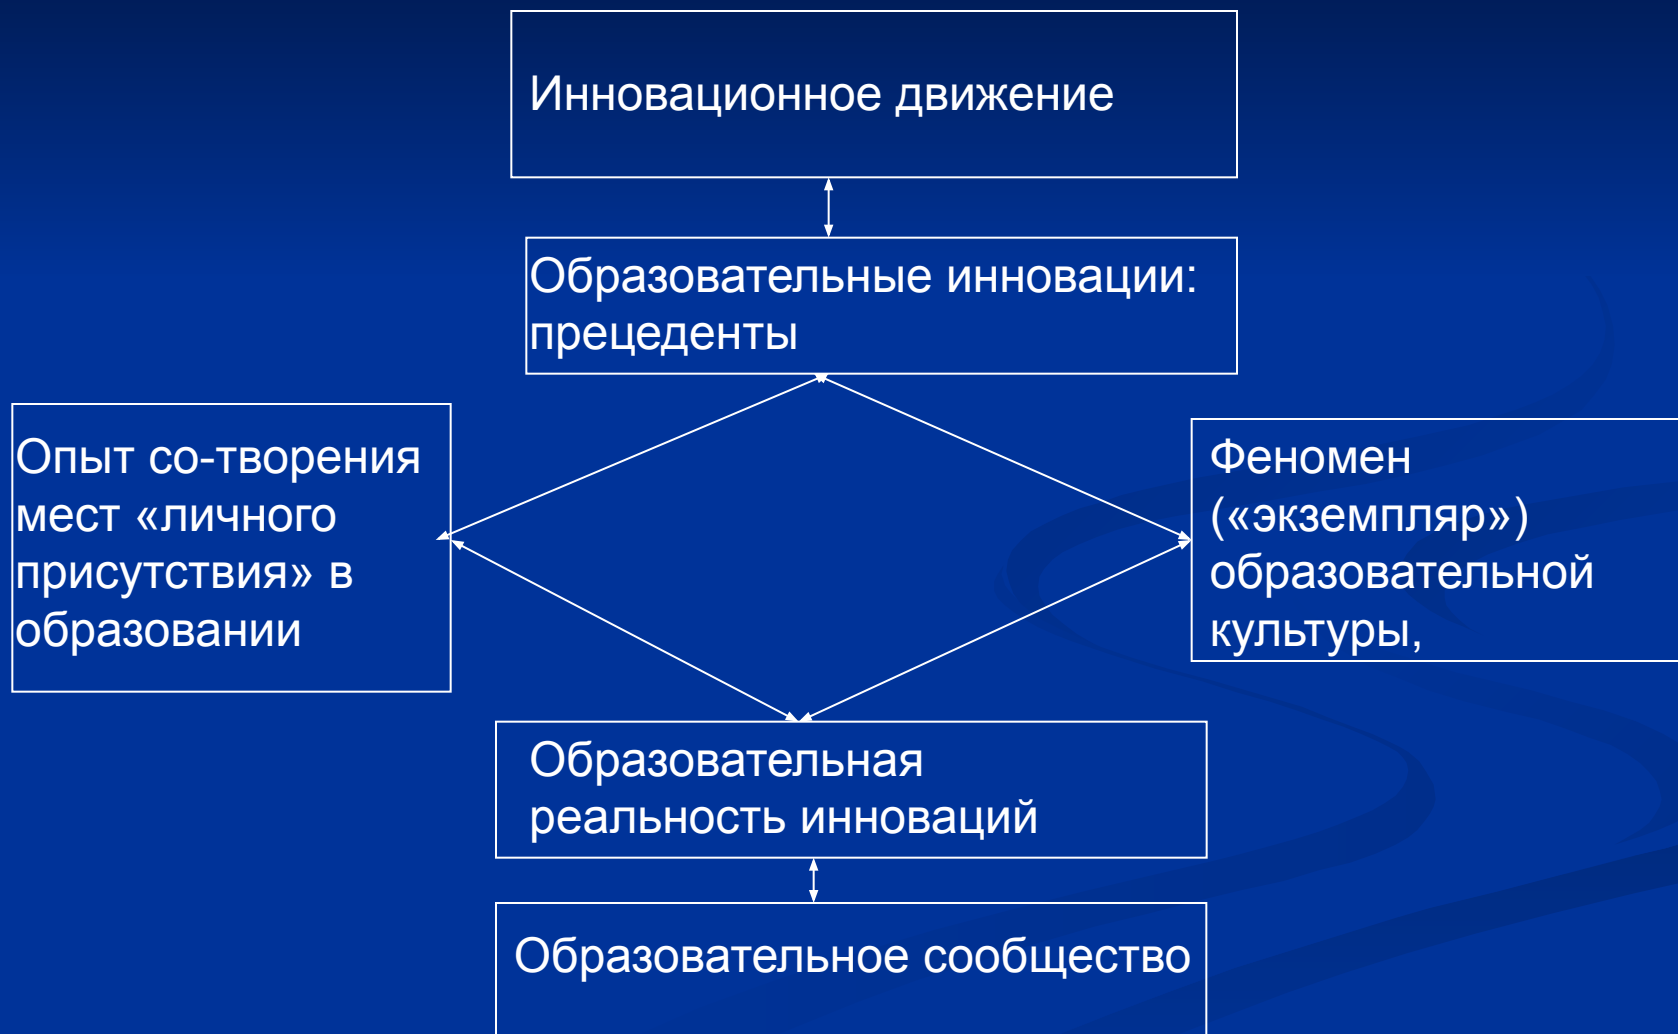 Инновационное движение
Образовательные инновации:
прецеденты
Опыт со-творения
мест «личного
присутствия» в
образовании
Феномен
(«экземпляр»)
образовательной
культуры,
Образовательная
реальность инноваций
Образовательное сообщество